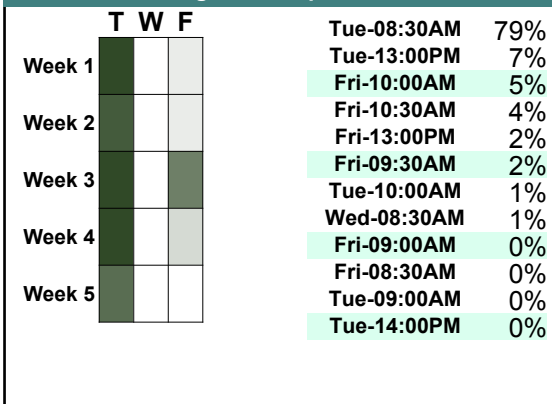 T W F
Week 1
Week 2
Week 3
Week 4
Week 5
Tue-08:30AM 79%
Tue-13:00PM 7%
Fri-10:00AM 5%
Fri-10:30AM 4%
Fri-13:00PM 2%
Fri-09:30AM 2%
Tue-10:00AM 1%
Wed-08:30AM 1%
Fri-09:00AM 0%
Fri-08:30AM 0%
Tue-09:00AM 0%
Tue-14:00PM 0%